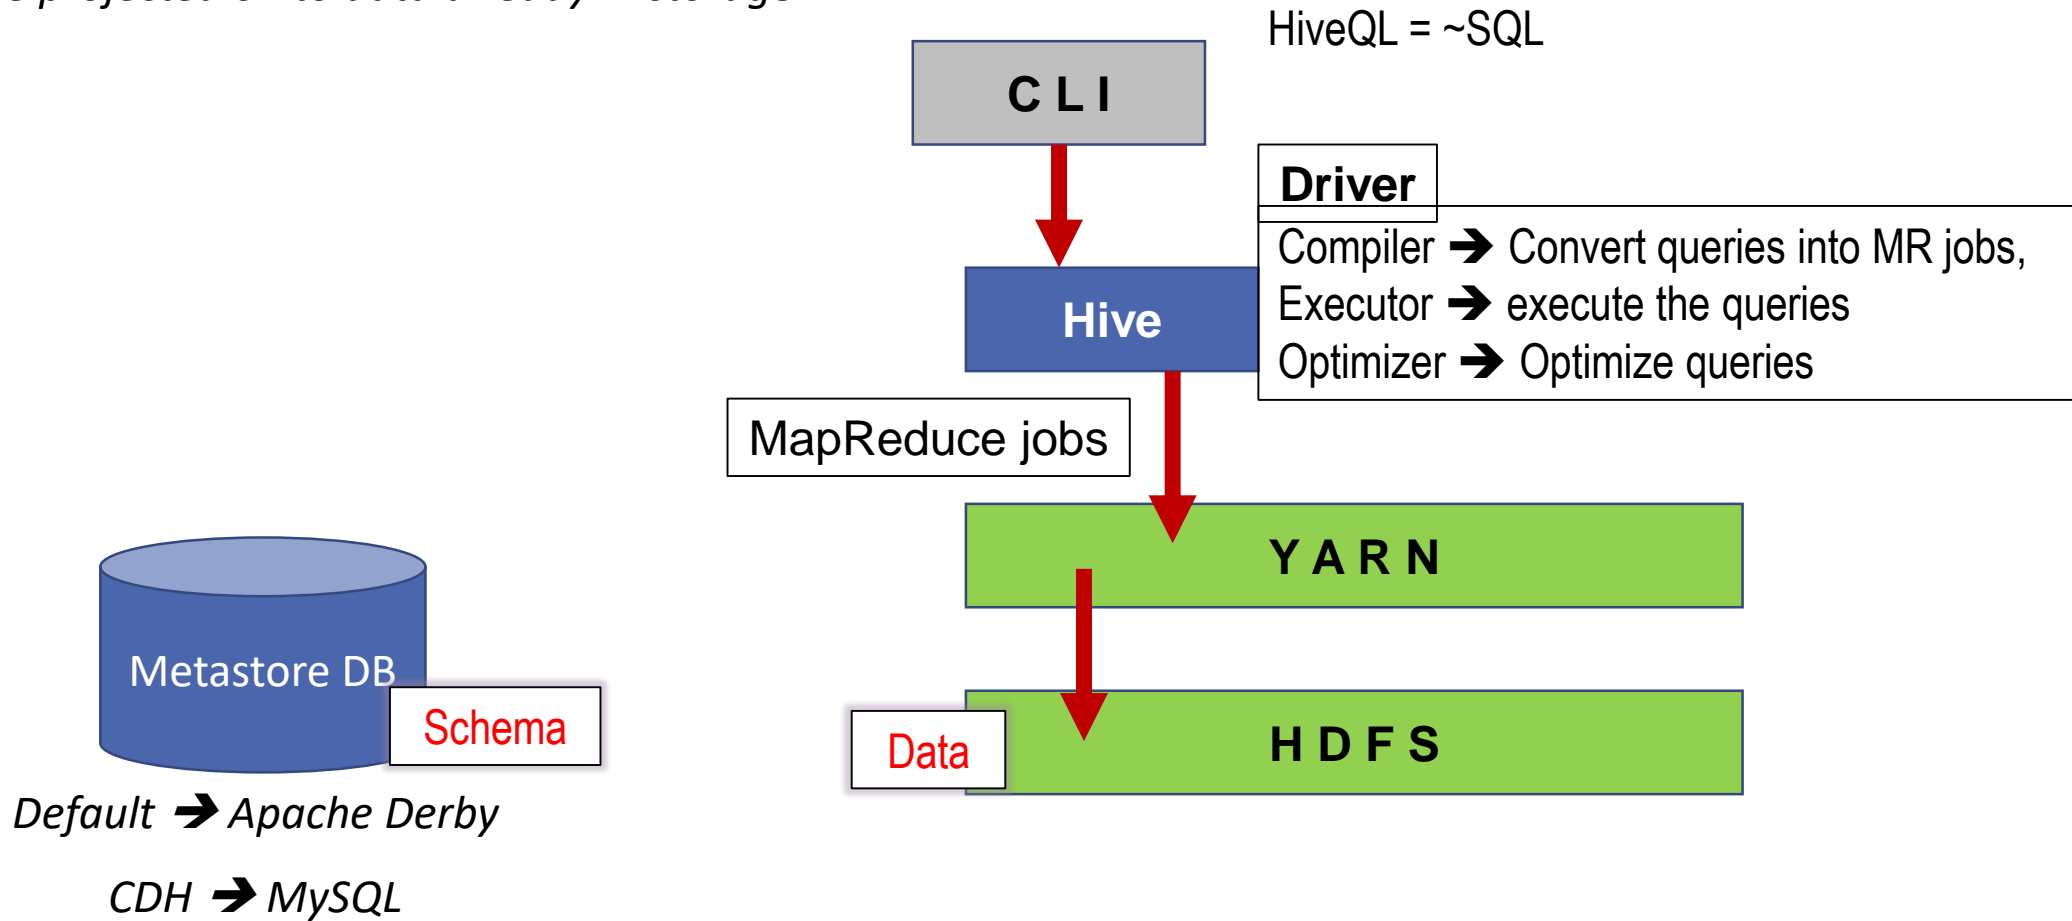 HiveQL = ~SQL
C L I
Driver
Compiler ➔ Convert queries into MR jobs,
Executor ➔ execute the queries
Optimizer ➔ Optimize queries
Hive
MapReduce jobs
Y A R N
Metastore DB
Schema
Data
H D F S
Default ➔ Apache Derby
CDH ➔ MySQL